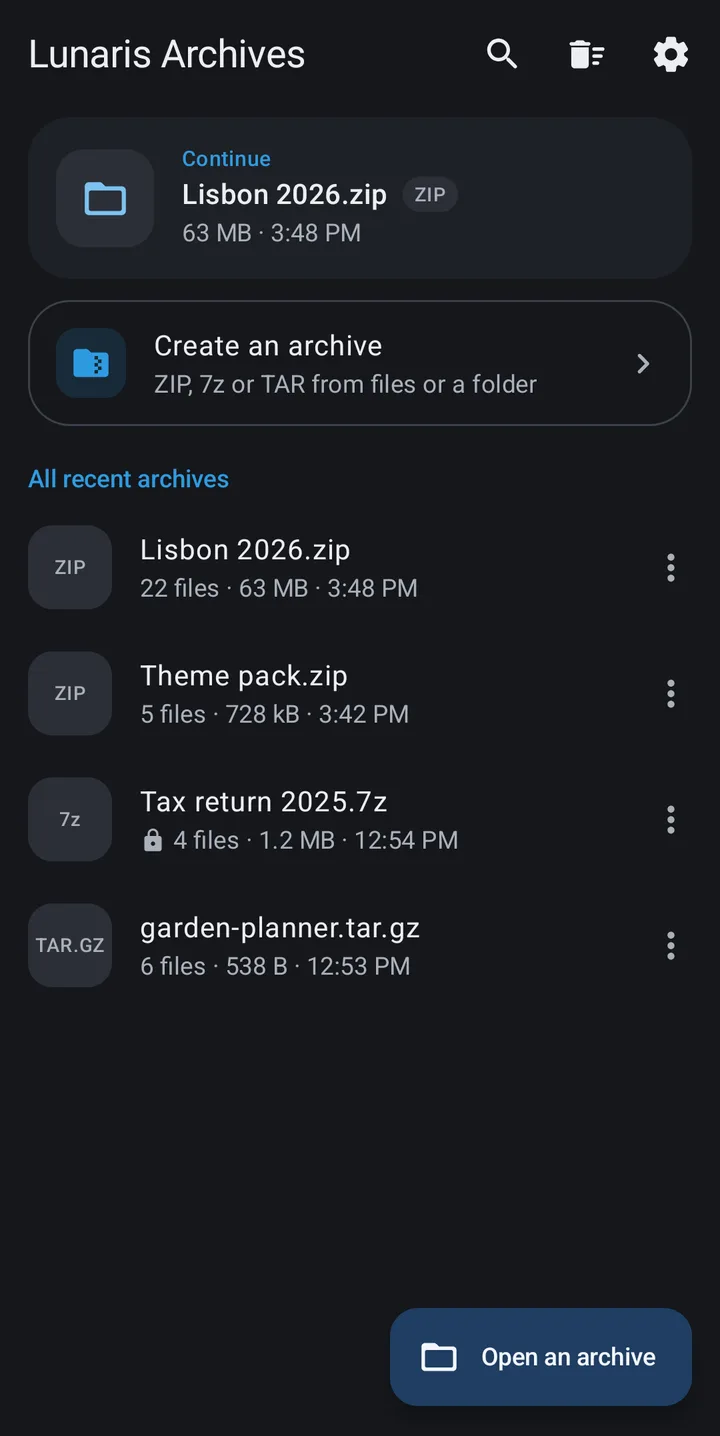 Lunaris Archives
Continue
Lisbon 2026.zip ZIP
63 MB · 3:48 PM
Create an archive
ZIP, 7z or TAR from files or a folder
All recent archives
ZIP
Lisbon 2026.zip
22 files · 63 MB · 3:48 PM
ZIP
Theme pack.zip
5 files · 728 kB · 3:42 PM
7z
Tax return 2025.7z
4 files · 1.2 MB · 12:54 PM
TAR.GZ
garden-planner.tar.gz
6 files · 538 B · 12:53 PM
Open an archive